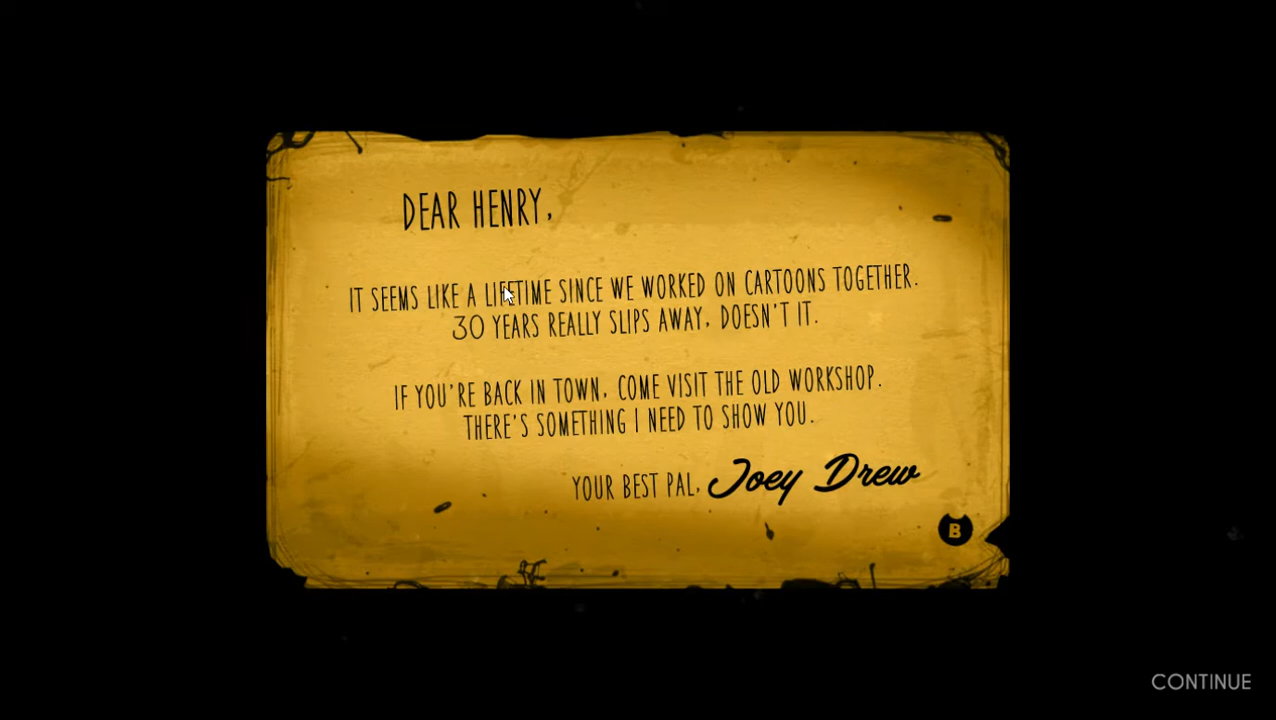 DEAR HENRY,
IT SEEMS LIKE A LIFETIME SINCE WE WORKED ON CARTOONS TOGETHER.
30 YEARS REALLY SLIPS AWAY, DOESN'T IT.
IF YOU'RE BACK IN TOWN, COME VISIT THE OLD WORKSHOP.
THERE'S SOMETHING I NEED TO SHOW YOU.
YOUR BEST PAL, Joey Drew
B
CONTINUE